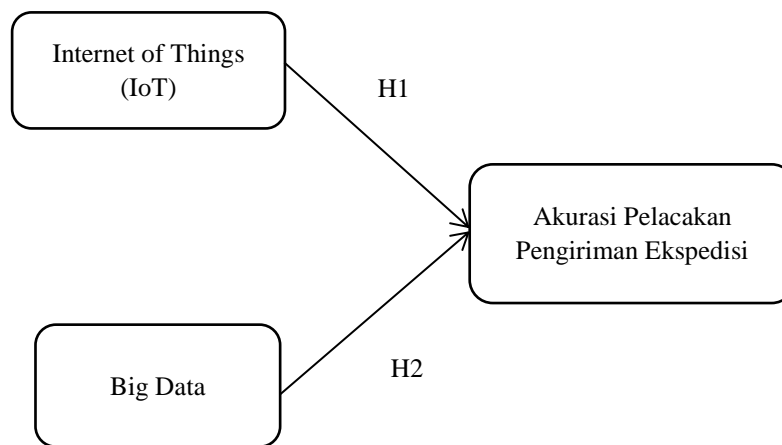 Internet of Things
(IoT)
H1
Akurasi Pelacakan
Pengiriman Ekspedisi
Big Data
H2